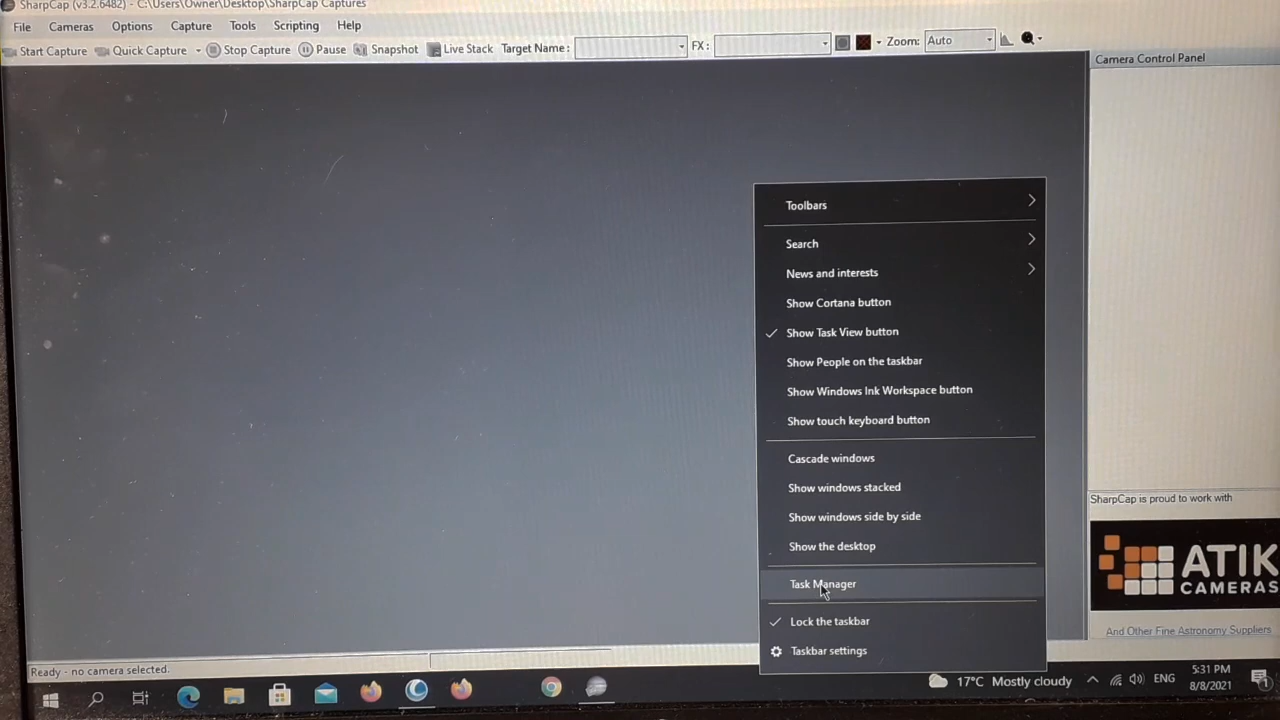 SharpCap (v3.2.6482) - C:\Users\Owner\Desktop\SharpCap Captures
File Cameras Options Capture Tools Scripting Help
Start Capture Quick Capture Stop Capture Pause Snapshot Live Stack Target Name : FX : Zoom: Auto
Camera Control Panel
Toolbars
Search
News and interests
Show Cortana button
Show Task View button
Show People on the taskbar
Show Windows Ink Workspace button
Show touch keyboard button
Cascade windows
Show windows stacked
Show windows side by side
Show the desktop
Task Manager
Lock the taskbar
Taskbar settings
SharpCap is proud to work with
ATIK
CAMERAS
And Other Fine Astronomy Suppliers
Ready - no camera selected.
17°C Mostly cloudy
ENG
5:31 PM
8/8/2021
1